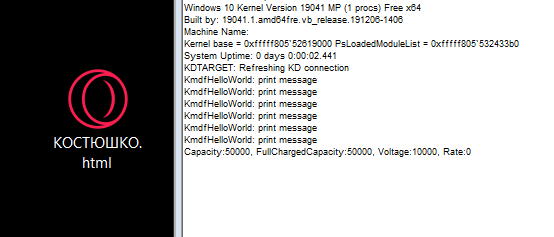 Windows 10 Kernel Version 19041 MP (1 procs) Free x64
Built by: 19041.1.amd64fre.vb_release.191206-1406
Machine Name:
Kernel base = 0xfffff805`52619000 PsLoadedModuleList = 0xfffff805`532433b0
System Uptime: 0 days 0:00:02.441
KDTARGET: Refreshing KD connection
KmdfHelloWorld: print message
KmdfHelloWorld: print message
KmdfHelloWorld: print message
KmdfHelloWorld: print message
KmdfHelloWorld: print message
KmdfHelloWorld: print message
Capacity:50000, FullChargedCapacity:50000, Voltage:10000, Rate:0
КОСТЮШКО.
html